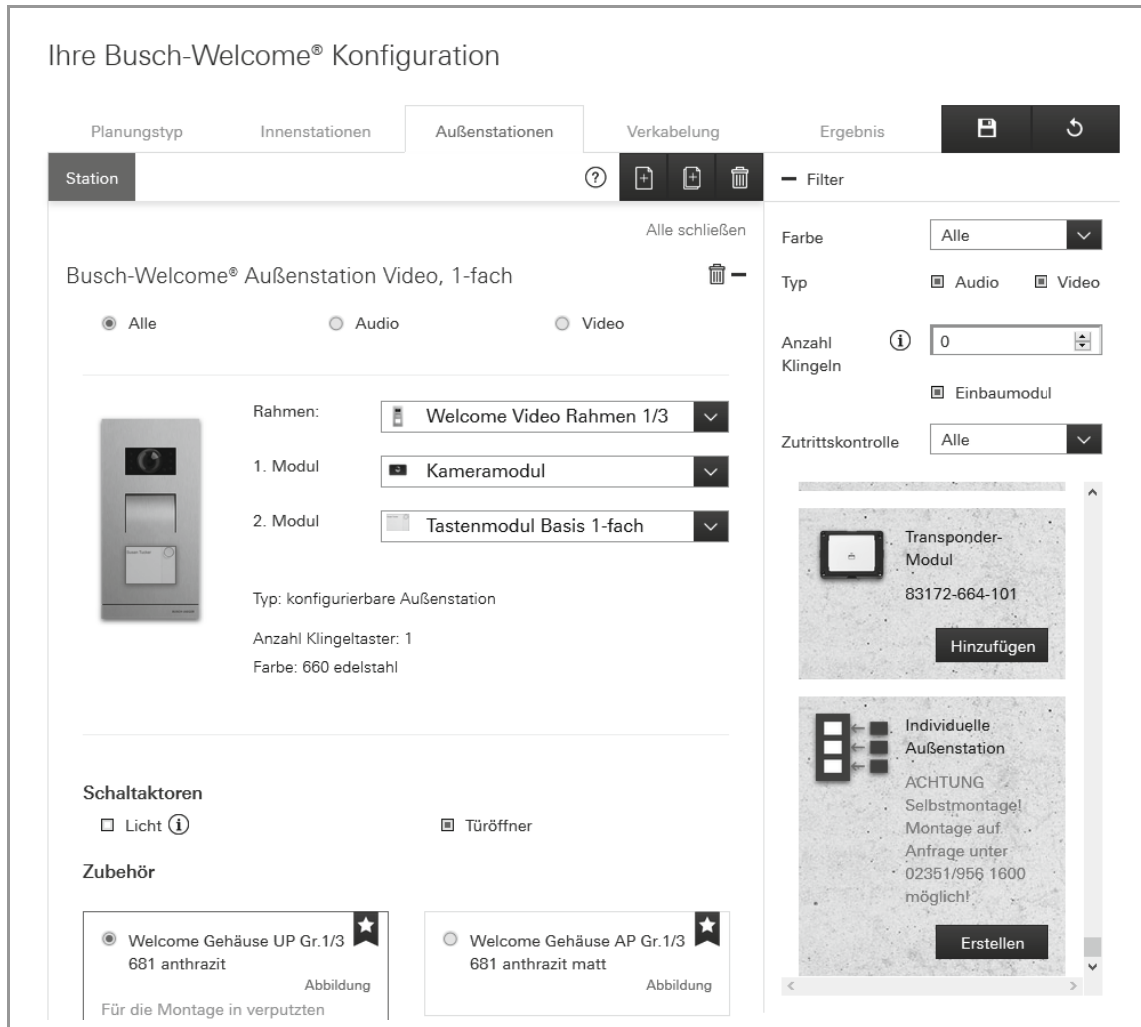 Ihre Busch-Welcome® Konfiguration
Planungstyp
Innenstationen
Außenstationen
Verkabelung
Ergebnis
Station
?
Alle schließen
Busch-Welcome® Außenstation Video, 1-fach
Alle
Audio
Video
Rahmen:
Welcome Video Rahmen 1/3
1. Modul
Kameramodul
2. Modul
Tastenmodul Basis 1-fach
Typ: konfigurierbare Außenstation
Anzahl Klingeltaster: 1
Farbe: 660 edelstahl
Schaltaktoren
Licht i
Türöffner
Zubehör
Welcome Gehäuse UP Gr.1/3
681 anthrazit
Abbildung
Für die Montage in verputzten
Welcome Gehäuse AP Gr.1/3
681 anthrazit matt
Abbildung
Filter
Farbe
Alle
Typ
Audio
Video
Anzahl
Klingeln
i
0
Einbaumodul
Zutrittskontrolle
Alle
Transponder-
Modul
83172-664-101
Hinzufügen
Individuelle
Außenstation
ACHTUNG
Selbstmontage!
Montage auf
Anfrage unter
02351/956 1600
möglich!
Erstellen